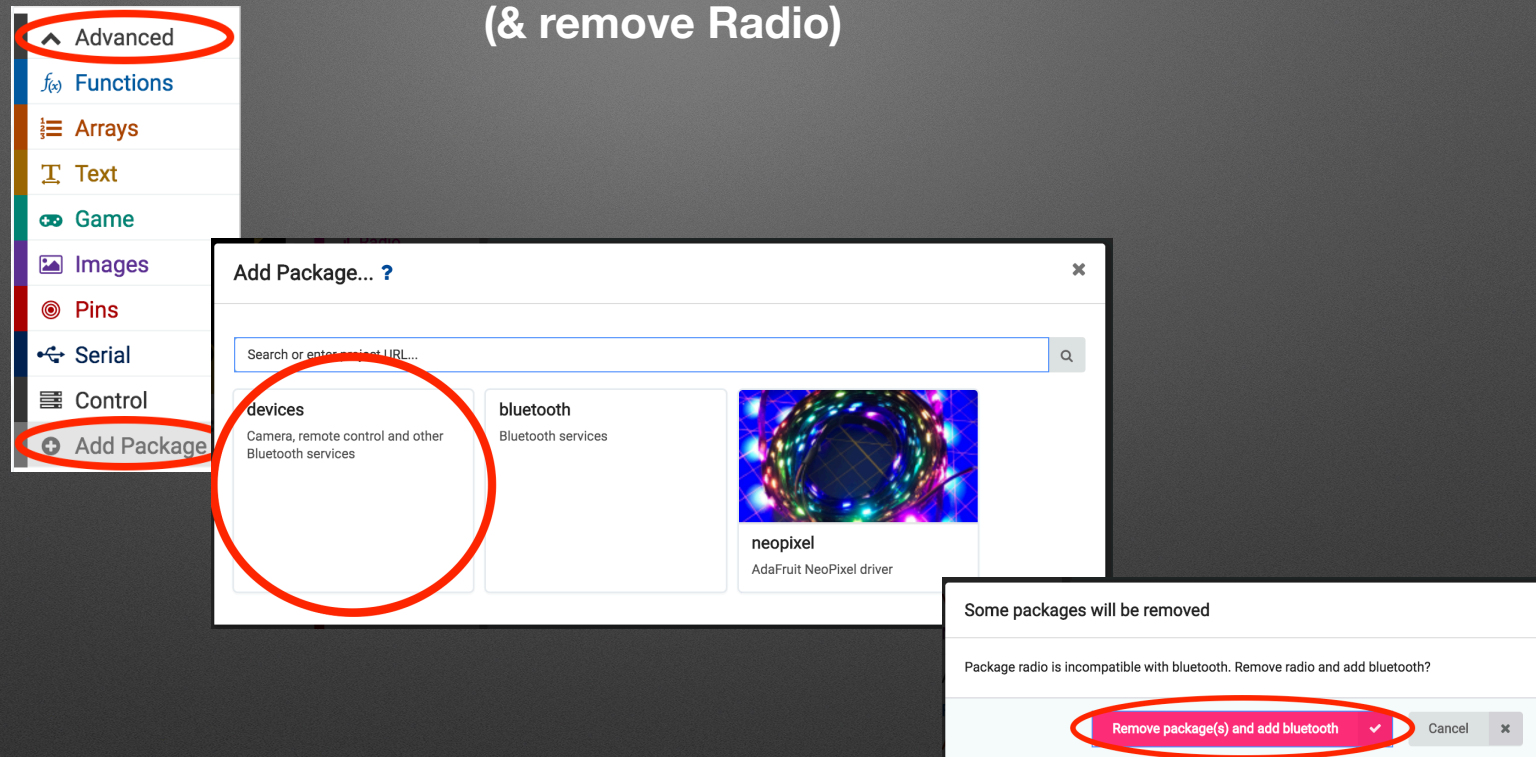 (& remove Radio)
Advanced
f(x) Functions
Arrays
Text
Game
Images
Pins
Serial
Control
Add Package
Radio
Add Package... ?
Search or enter project URL...
devices
Camera, remote control and other
Bluetooth services
bluetooth
Bluetooth services
neopixel
AdaFruit NeoPixel driver
Some packages will be removed
Package radio is incompatible with bluetooth. Remove radio and add bluetooth?
Remove package(s) and add bluetooth
Cancel